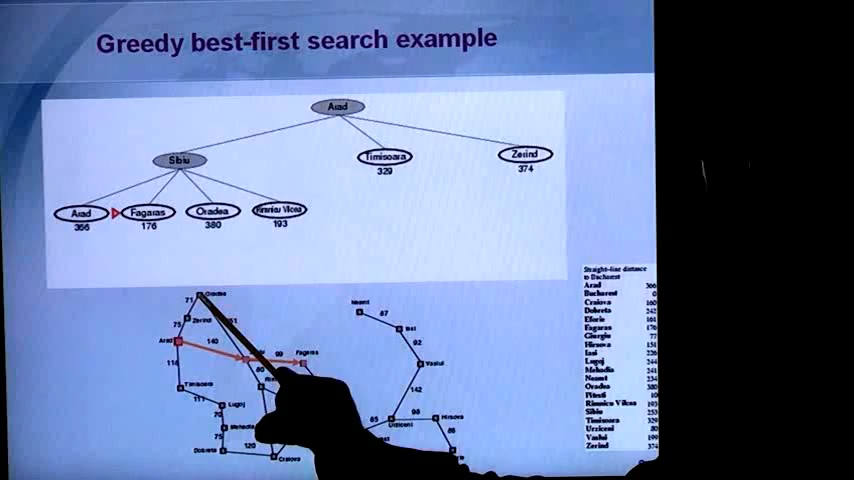 Greedy best-first search example
Arad
Sibiu
Timisoara
329
Zerind
374
Arad
366
Fagaras
176
Oradea
380
Rimnicu Vilcea
193
Straight-line distance
to Bucharest
Arad 366
Bucharest 0
Craiova 160
Dobreta 242
Eforie 161
Fagaras 176
Giurgiu 77
Hirsova 151
Iasi 226
Lugoj 244
Mehadia 241
Neamt 234
Oradea 380
Pitesti 10
Rimnicu Vilcea 193
Sibiu 253
Timisoara 329
Urziceni 80
Vaslui 199
Zerind 374
Oradea
71
Zerind
75
Arad
140
99
Fagaras
80
Timisoara
111
Lugoj
70
Mehadia
75
Dobreta
120
Craiova
Neamt
87
Iasi
92
Vaslui
142
98
Hirsova
85
Urziceni
86